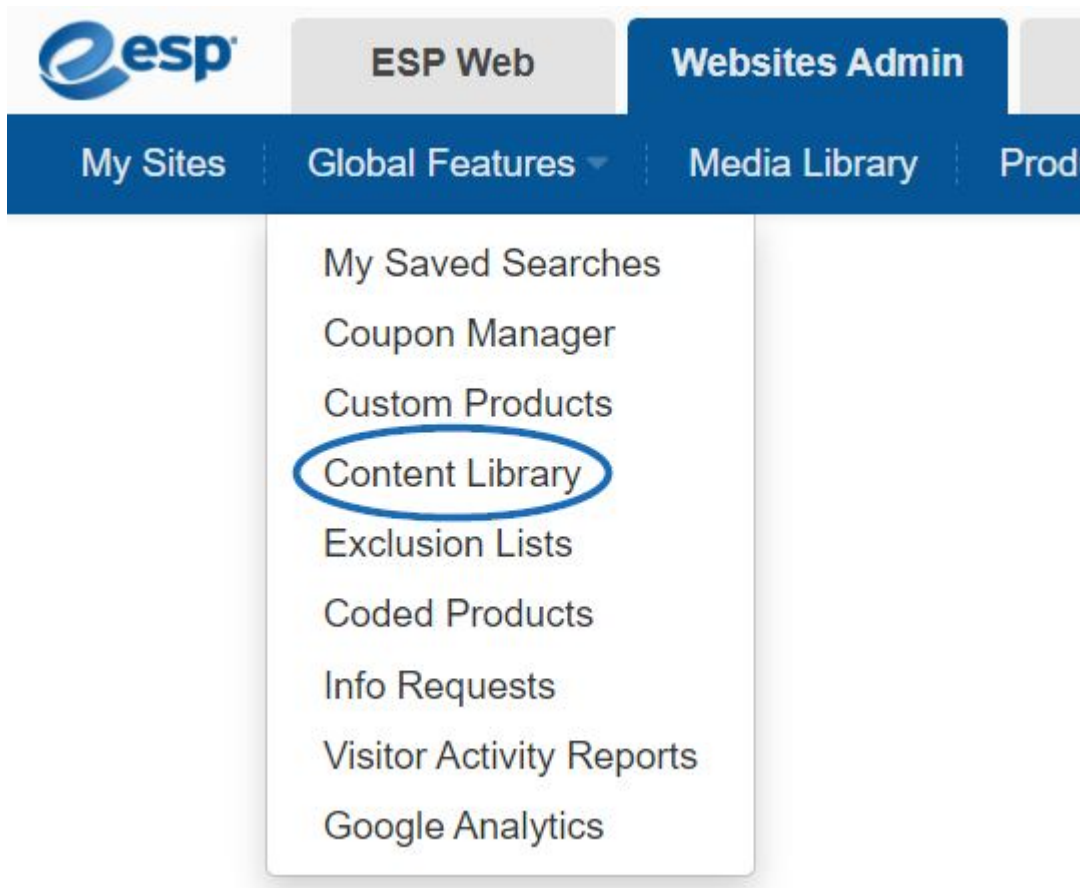 esp
ESP Web
Websites Admin
My Sites
Global Features
Media Library
Prod
My Saved Searches
Coupon Manager
Custom Products
Content Library
Exclusion Lists
Coded Products
Info Requests
Visitor Activity Reports
Google Analytics